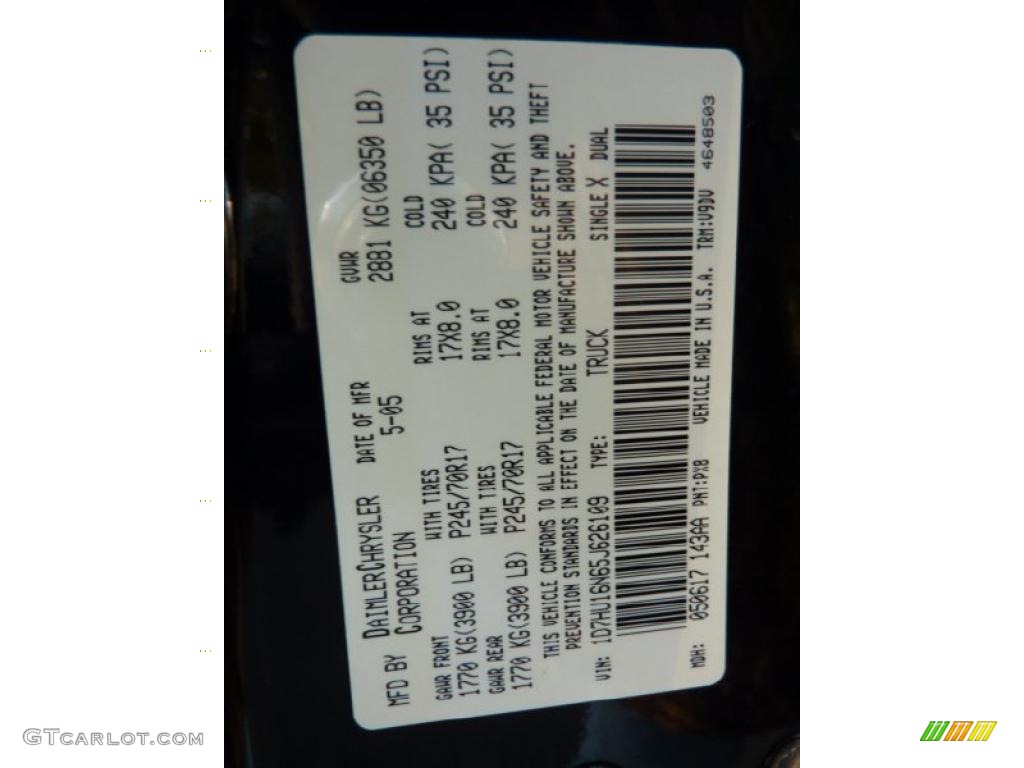 MFD BY DAIMLERCHRYSLER CORPORATION
DATE OF MFR 5-05
GVWR 2881 KG(06350 LB)
GAWR FRONT WITH TIRES RIMS AT COLD
1770 KG(3900 LB) P245/70R17 17X8.0 240 KPA( 35 PSI)
GAWR REAR WITH TIRES RIMS AT COLD
1770 KG(3900 LB) P245/70R17 17X8.0 240 KPA( 35 PSI)
THIS VEHICLE CONFORMS TO ALL APPLICABLE FEDERAL MOTOR VEHICLE SAFETY AND THEFT
PREVENTION STANDARDS IN EFFECT ON THE DATE OF MANUFACTURE SHOWN ABOVE.
VIN: 1D7HU16N65J626109 TYPE: TRUCK SINGLE X DUAL
MDH: 050617 143AA PNT:PX8 VEHICLE MADE IN U.S.A. TRM:V9DV
4648503
GTCARLOT.COM